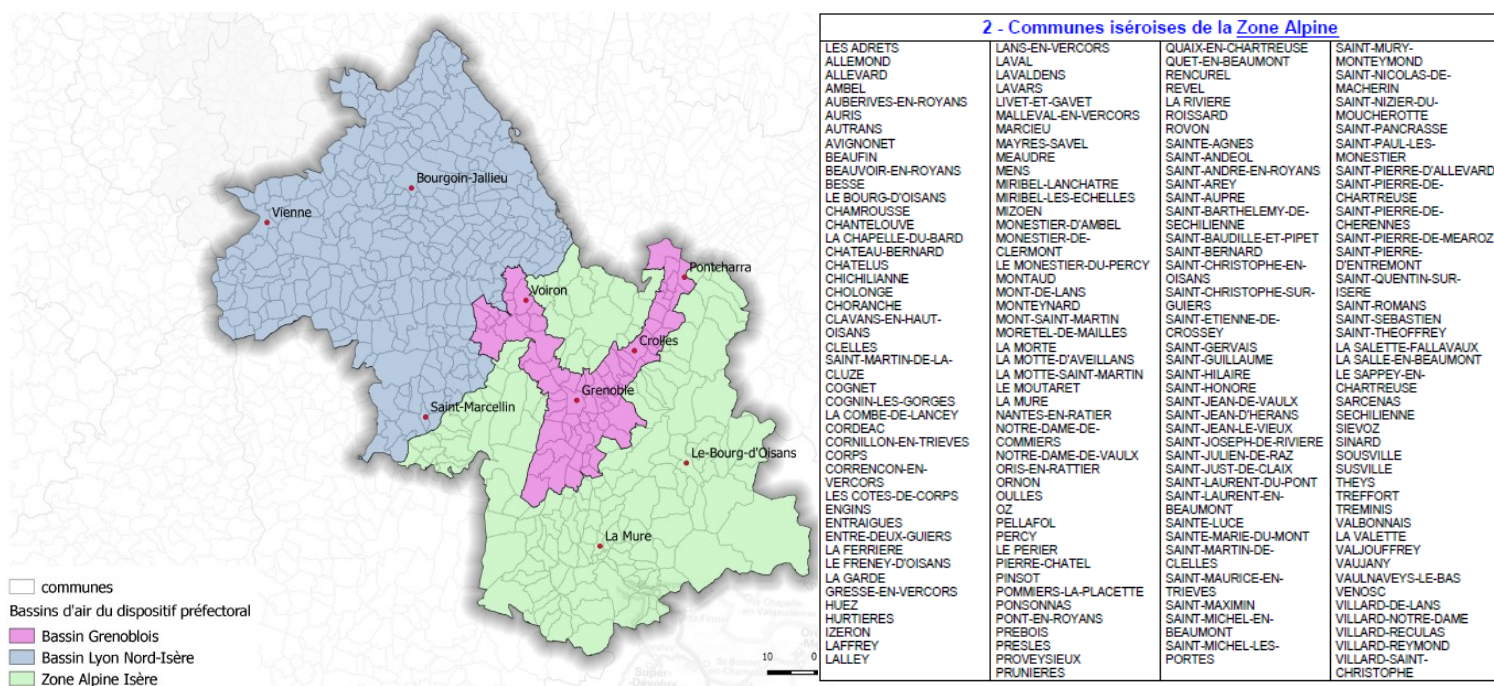 Bourgoin-Jallieu
Vienne
Pontcharra
Voiron
Crolles
Grenoble
Saint-Marcellin
Le-Bourg-d'Oisans
La Mure
communes
Bassins d'air du dispositif préfectoral
Bassin Grenoblois
Bassin Lyon Nord-Isère
Zone Alpine Isère
10 0
2 - Communes iséroises de la Zone Alpine
LES ADRETS
ALLEMOND
ALLEVARD
AMBEL
AUBERIVES-EN-ROYANS
AURIS
AUTRANS
AVIGNONET
BEAUFIN
BEAUVOIR-EN-ROYANS
BESSE
LE BOURG-D'OISANS
CHAMROUSSE
CHANTELOUVE
LA CHAPELLE-DU-BARD
CHATEAU-BERNARD
CHATELUS
CHICHILIANNE
CHOLONGE
CHORANCHE
CLAVANS-EN-HAUT-
OISANS
CLELLES
SAINT-MARTIN-DE-LA-
CLUZE
COGNET
COGNIN-LES-GORGES
LA COMBE-DE-LANCEY
CORDEAC
CORNILLON-EN-TRIEVES
CORPS
CORRENCON-EN-
VERCORS
LES COTES-DE-CORPS
ENGINS
ENTRAIGUES
ENTRE-DEUX-GUIERS
LA FERRIERE
LE FRENEY-D'OISANS
LA GARDE
GRESSE-EN-VERCORS
HUEZ
HURTIERES
IZERON
LAFFREY
LALLEY
LANS-EN-VERCORS
LAVAL
LAVALDENS
LAVARS
LIVET-ET-GAVET
MALLEVAL-EN-VERCORS
MARCIEU
MAYRES-SAVEL
MEAUDRE
MENS
MIRIBEL-LANCHATRE
MIRIBEL-LES-ECHELLES
MIZOEN
MONESTIER-D'AMBEL
MONESTIER-DE-
CLERMONT
LE MONESTIER-DU-PERCY
MONTAUD
MONT-DE-LANS
MONTEYNARD
MONT-SAINT-MARTIN
MORETEL-DE-MAILLES
LA MORTE
LA MOTTE-D'AVEILLANS
LA MOTTE-SAINT-MARTIN
LE MOUTARET
LA MURE
NANTES-EN-RATIER
NOTRE-DAME-DE-
COMMIERS
NOTRE-DAME-DE-VAULX
ORIS-EN-RATTIER
ORNON
OULLES
OZ
PELLAFOL
PERCY
LE PERIER
PIERRE-CHATEL
PINSOT
POMMIERS-LA-PLACETTE
PONSONNAS
PONT-EN-ROYANS
PREBOIS
PRESLES
PROVEYSIEUX
PRUNIERES
QUAIX-EN-CHARTREUSE
QUET-EN-BEAUMONT
RENCUREL
REVEL
LA RIVIERE
ROISSARD
ROVON
SAINTE-AGNES
SAINT-ANDEOL
SAINT-ANDRE-EN-ROYANS
SAINT-AREY
SAINT-AUPRE
SAINT-BARTHELEMY-DE-
SECHILIENNE
SAINT-BAUDILLE-ET-PIPET
SAINT-BERNARD
SAINT-CHRISTOPHE-EN-
OISANS
SAINT-CHRISTOPHE-SUR-
GUIERS
SAINT-ETIENNE-DE-
CROSSEY
SAINT-GERVAIS
SAINT-GUILLAUME
SAINT-HILAIRE
SAINT-HONORE
SAINT-JEAN-DE-VAULX
SAINT-JEAN-D'HERANS
SAINT-JEAN-LE-VIEUX
SAINT-JOSEPH-DE-RIVIERE
SAINT-JULIEN-DE-RAZ
SAINT-JUST-DE-CLAIX
SAINT-LAURENT-DU-PONT
SAINT-LAURENT-EN-
BEAUMONT
SAINTE-LUCE
SAINTE-MARIE-DU-MONT
SAINT-MARTIN-DE-
CLELLES
SAINT-MAURICE-EN-
TRIEVES
SAINT-MAXIMIN
SAINT-MICHEL-EN-
BEAUMONT
SAINT-MICHEL-LES-
PORTES
SAINT-MURY-
MONTEYMOND
SAINT-NICOLAS-DE-
MACHERIN
SAINT-NIZIER-DU-
MOUCHEROTTE
SAINT-PANCRASSE
SAINT-PAUL-LES-
MONESTIER
SAINT-PIERRE-D'ALLEVARD
SAINT-PIERRE-DE-
CHARTREUSE
SAINT-PIERRE-DE-
CHERENNES
SAINT-PIERRE-DE-MEAROZ
SAINT-PIERRE-
D'ENTREMONT
SAINT-QUENTIN-SUR-
ISERE
SAINT-ROMANS
SAINT-SEBASTIEN
SAINT-THEOFFREY
LA SALETTE-FALLAVAUX
LA SALLE-EN-BEAUMONT
LE SAPPEY-EN-
CHARTREUSE
SARCENAS
SECHILIENNE
SIEVOZ
SINARD
SOUSVILLE
SUSVILLE
THEYS
TREFFORT
TREMINIS
VALBONNAIS
LA VALETTE
VALJOUFFREY
VAUJANY
VAULNAVEYS-LE-BAS
VENOSC
VILLARD-DE-LANS
VILLARD-NOTRE-DAME
VILLARD-RECULAS
VILLARD-REYMOND
VILLARD-SAINT-
CHRISTOPHE